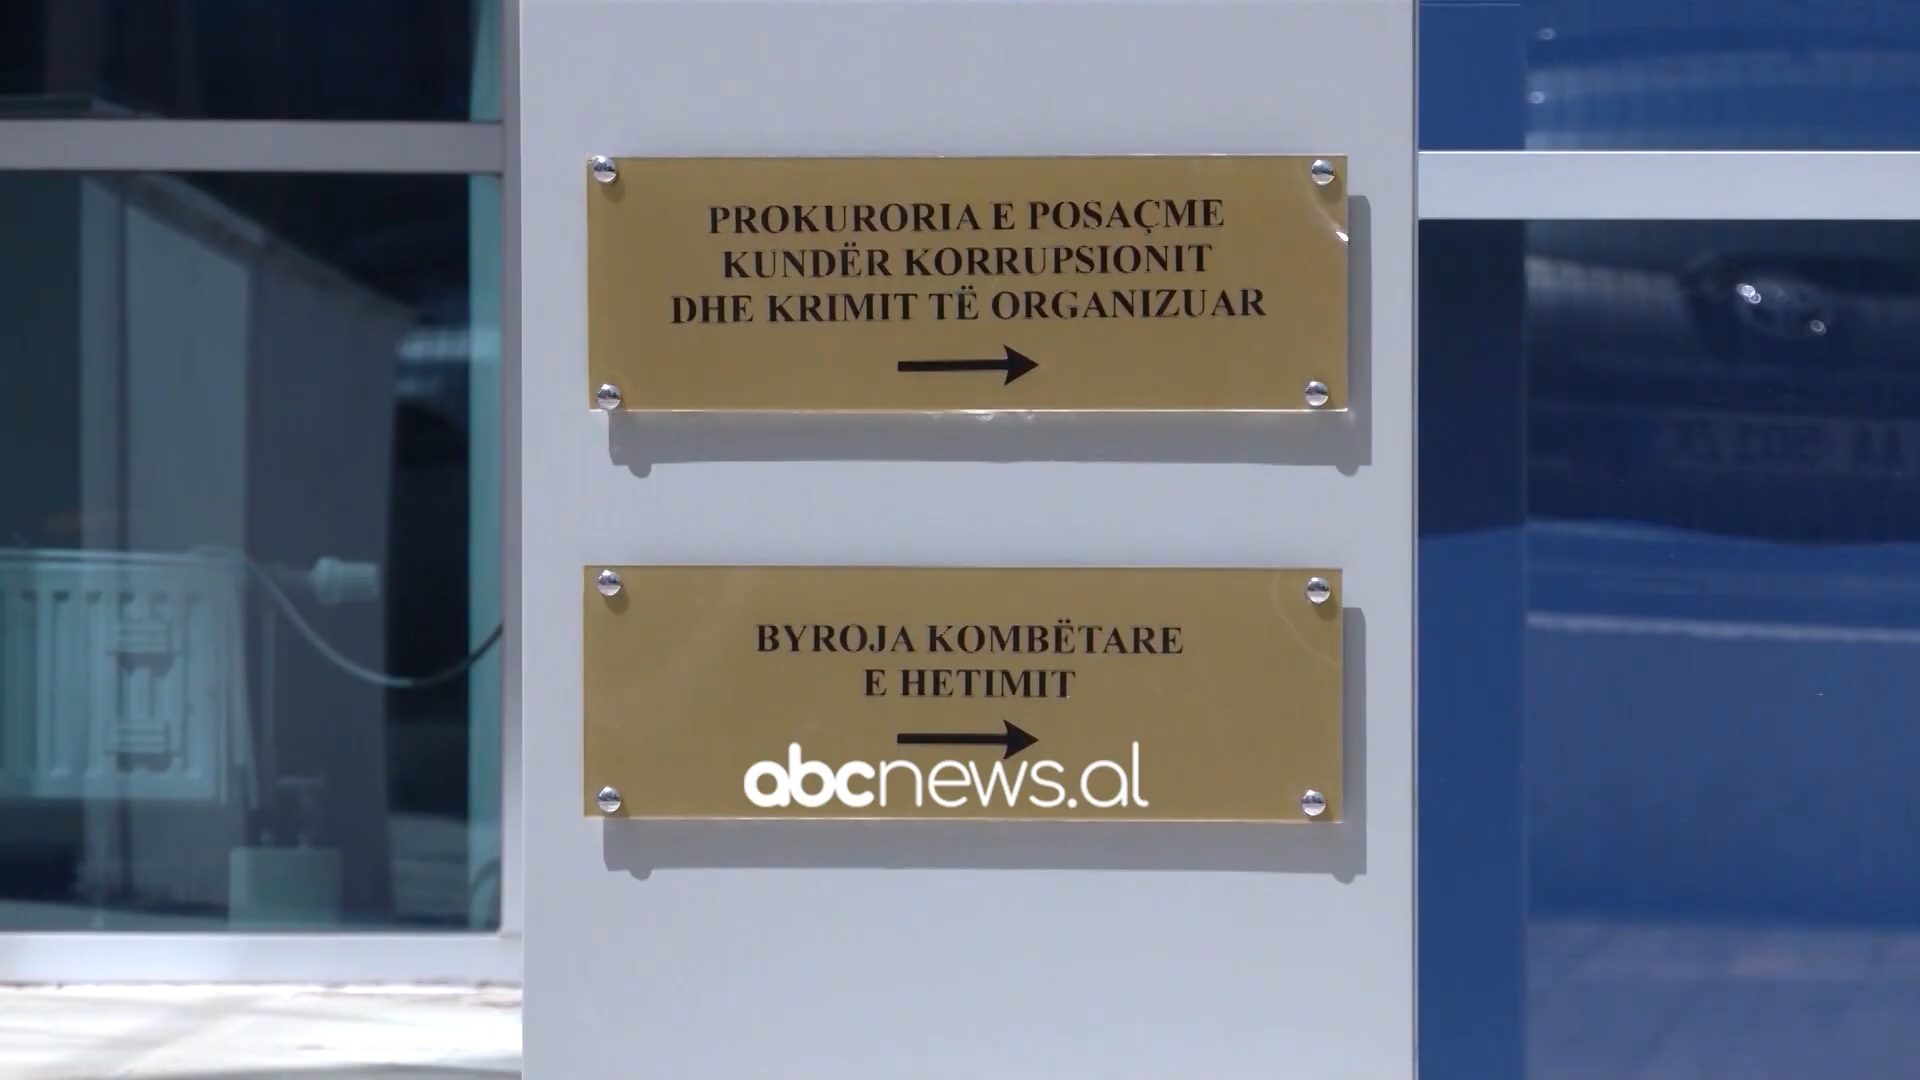 PROKURORIA E POSAÇME
KUNDËR KORRUPSIONIT
DHE KRIMIT TË ORGANIZUAR
BYROJA KOMBËTARE
E HETIMIT
abcnews.al